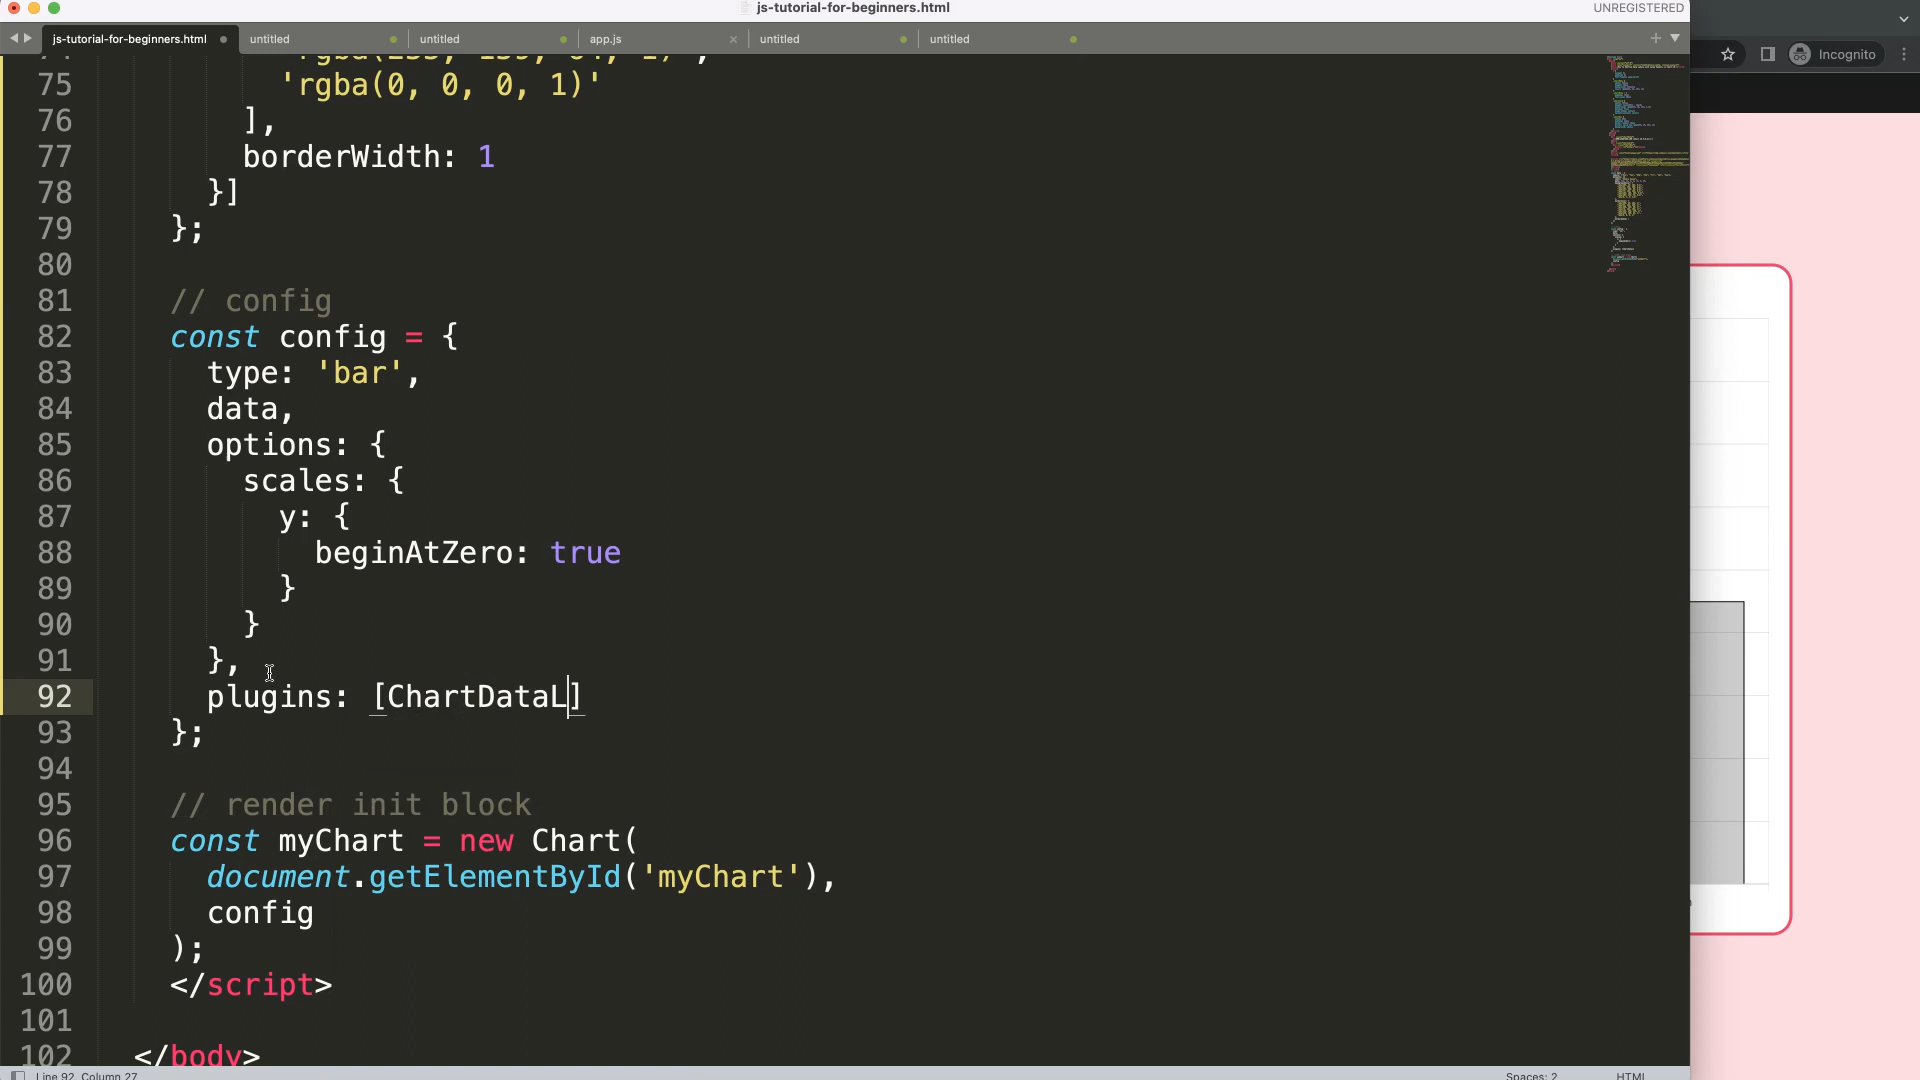 js-tutorial-for-beginners.html
UNREGISTERED
js-tutorial-for-beginners.html
untitled
untitled
app.js
untitled
untitled
Incognito
75 'rgba(0, 0, 0, 1)'
76 ],
77 borderWidth: 1
78 }]
79 };
80
81 // config
82 const config = {
83 type: 'bar',
84 data,
85 options: {
86 scales: {
87 y: {
88 beginAtZero: true
89 }
90 }
91 },
92 plugins: [ChartDataL]
93 };
94
95 // render init block
96 const myChart = new Chart(
97 document.getElementById('myChart'),
98 config
99 );
100 </script>
101
102 </body>
Line 92, Column 27
Spaces: 2
HTML